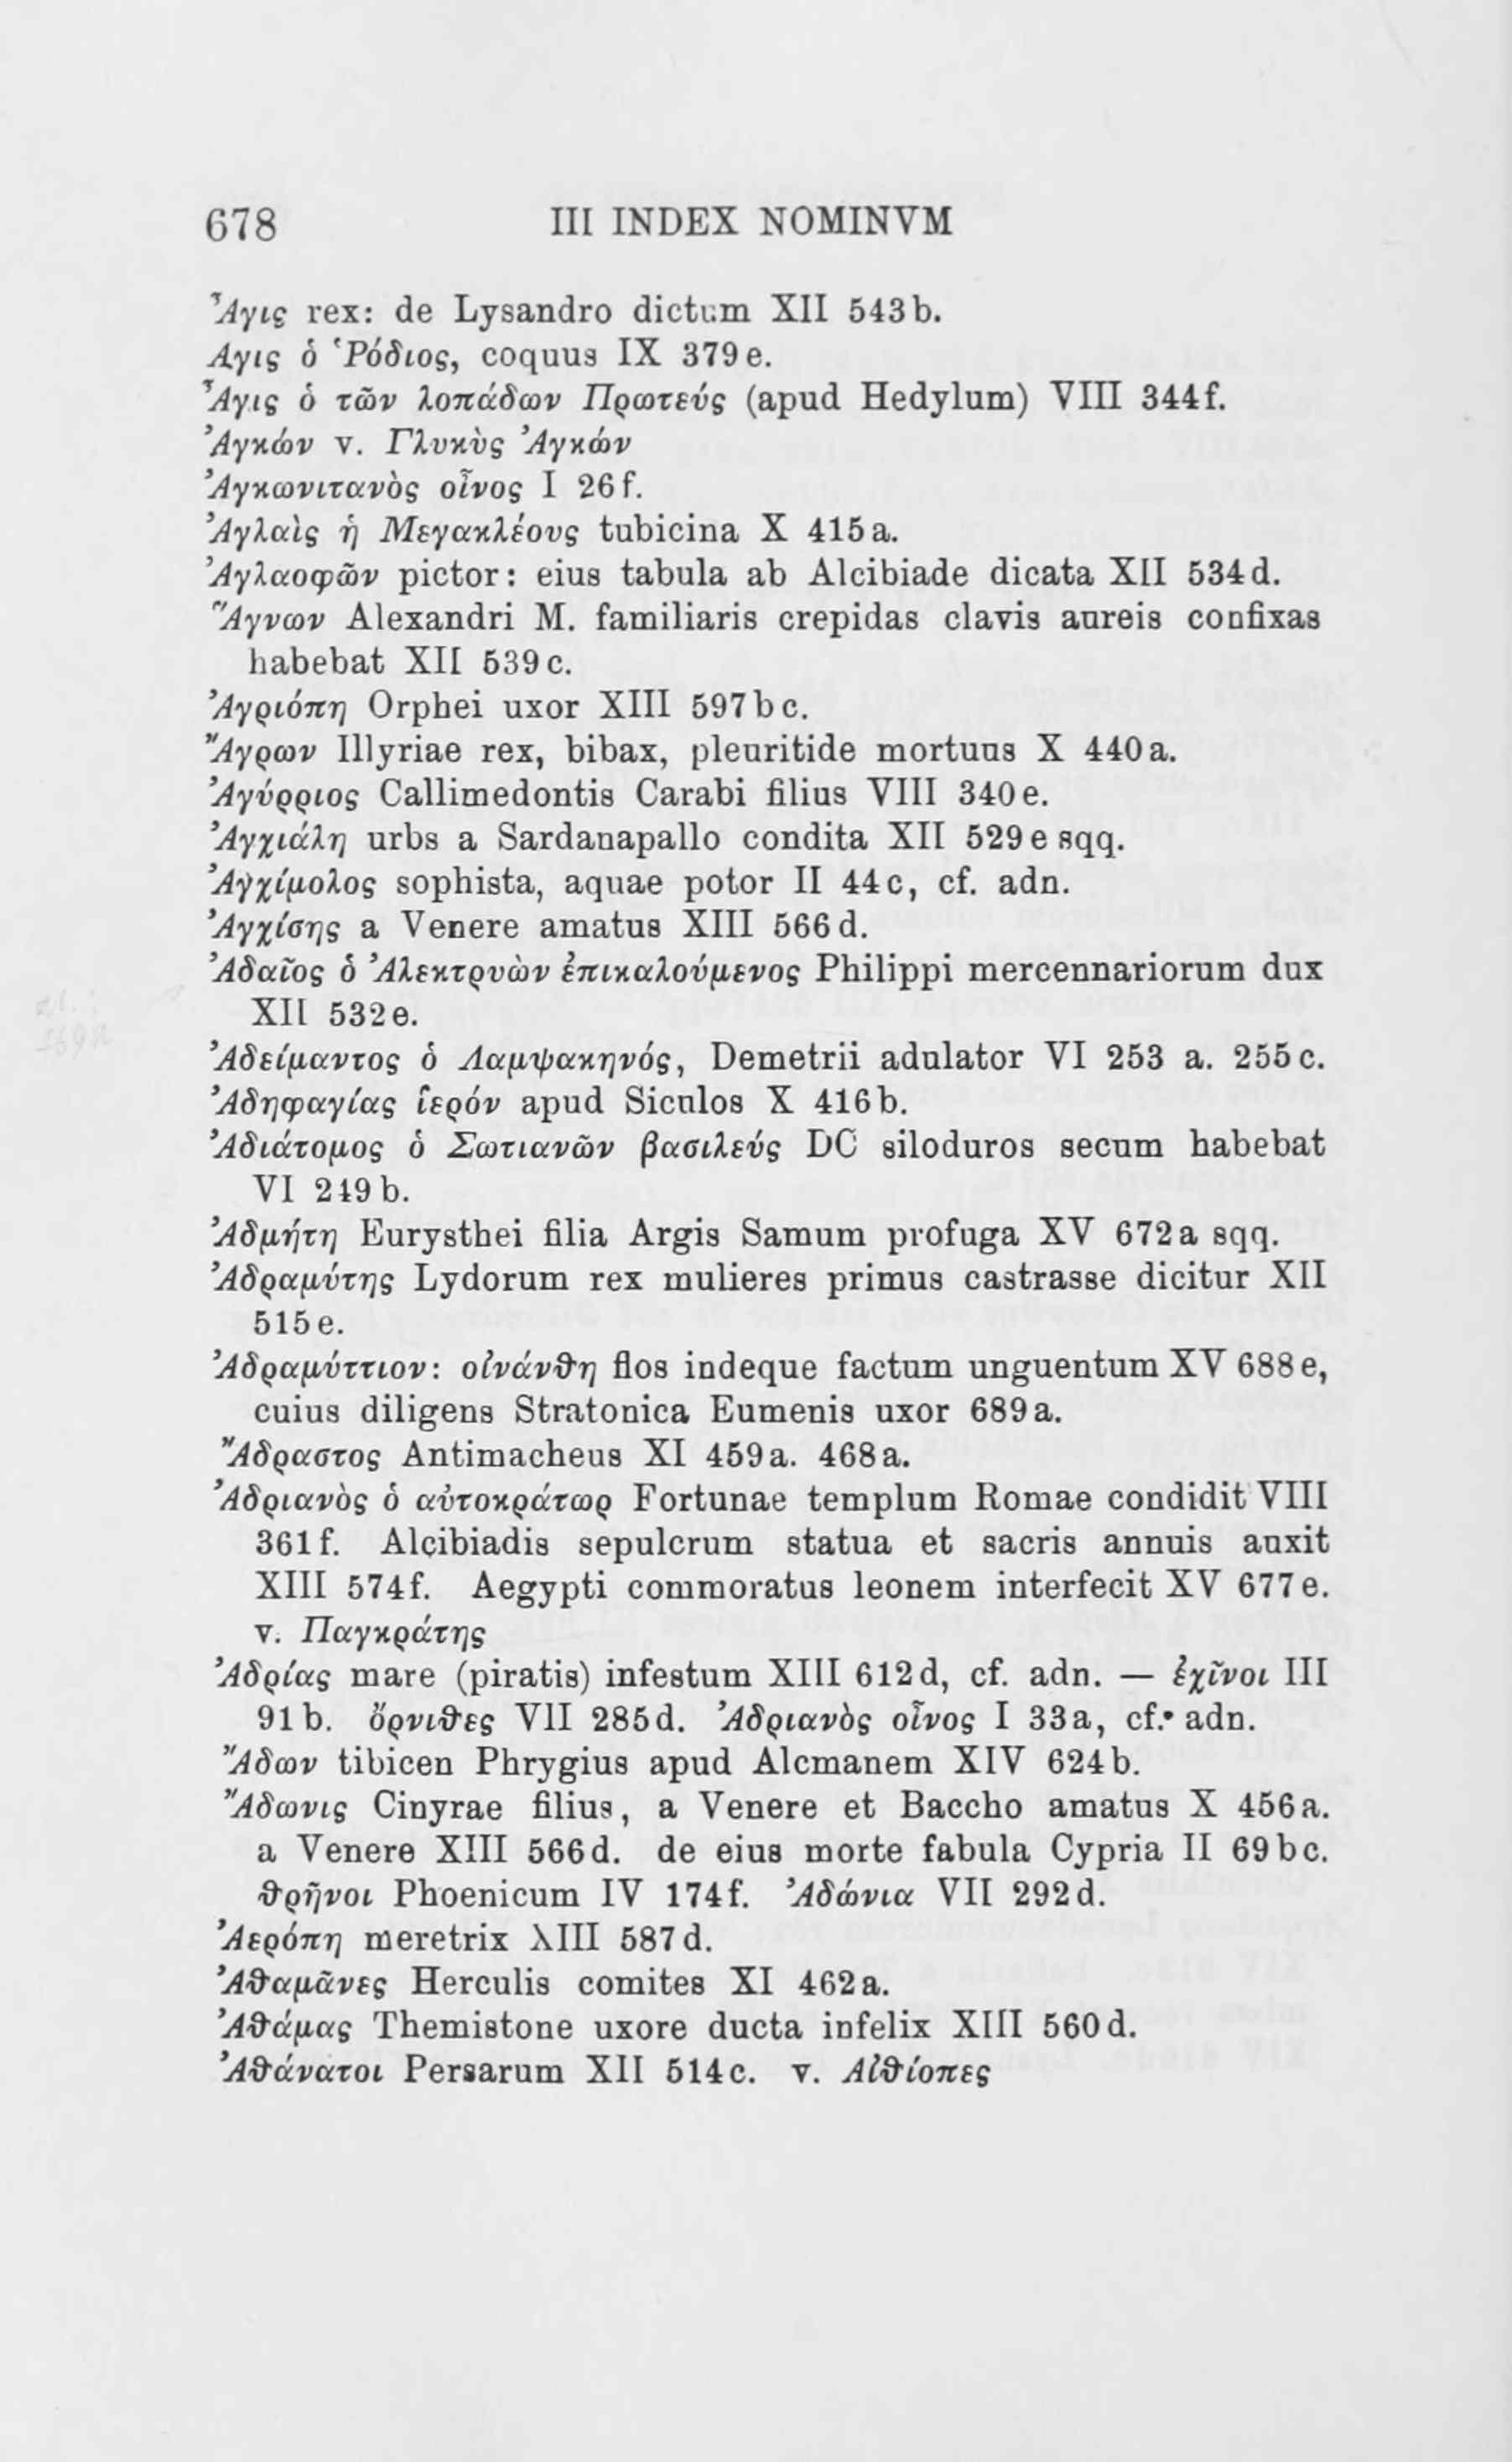 678 III INDEX NOMINVM
Ἆγις rex: de Lysandro dictum XII 543b.
Αγις ὁ Ῥόδιος, coquus IX 379e.
Ἆγις ὁ τῶν λοπάδων Πρωτεύς (apud Hedylum) VIII 344f.
Ἀγκών v. Γλυκὺς Ἀγκών
Ἀγκωνιτανὸς οἶνος I 26f.
Ἀγλαὶς ἡ Μεγακλέους tubicina X 415a.
Ἀγλαοφῶν pictor: eius tabula ab Alcibiade dicata XII 534d.
Ἅγνων Alexandri M. familiaris crepidas clavis aureis confixas
habebat XII 539c.
Ἀγριόπη Orphei uxor XIII 597bc.
Ἄγρων Illyriae rex, bibax, pleuritide mortuus X 440a.
Ἀγύρριος Callimedontis Carabi filius VIII 340e.
Ἀγχιάλη urbs a Sardanapallo condita XII 529e sqq.
Ἀγχίμολος sophista, aquae potor II 44c, cf. adn.
Ἀγχίσης a Venere amatus XIII 566d.
Ἀδαῖος ὁ Ἀλεκτρυὼν ἐπικαλούμενος Philippi mercennariorum dux
XII 532e.
Ἀδείμαντος ὁ Λαμψακηνός, Demetrii adulator VI 253 a. 255c.
Ἀδηφαγίας ἱερόν apud Siculos X 416b.
Ἀδιάτομος ὁ Σωτιανῶν βασιλεύς DC siloduros secum habebat
VI 249b.
Ἀδμήτη Eurysthei filia Argis Samum profuga XV 672a sqq.
Ἀδραμύτης Lydorum rex mulieres primus castrasse dicitur XII
515e.
Ἀδραμύττιον: οἰνάνθη flos indeque factum unguentum XV 688e,
cuius diligens Stratonica Eumenis uxor 689a.
Ἄδραστος Antimacheus XI 459a. 468a.
Ἀδριανὸς ὁ αὐτοκράτωρ Fortunae templum Romae condidit VIII
361f. Alcibiadis sepulcrum statua et sacris annuis auxit
XIII 574f. Aegypti commoratus leonem interfecit XV 677e.
v. Παγκράτης
Ἀδρίας mare (piratis) infestum XIII 612d, cf. adn. — ἐχῖνοι III
91b. ὄρνιθες VII 285d. Ἀδριανὸς οἶνος I 33a, cf. adn.
Ἄδων tibicen Phrygius apud Alcmanem XIV 624b.
Ἄδωνις Cinyrae filius, a Venere et Baccho amatus X 456a.
a Venere XIII 566d. de eius morte fabula Cypria II 69bc.
θρῆνοι Phoenicum IV 174f. Ἀδώνια VII 292d.
Ἀερόπη meretrix XIII 587d.
Ἀθαμᾶνες Herculis comites XI 462a.
Ἀθάμας Themistone uxore ducta infelix XIII 560d.
Ἀθάνατοι Persarum XII 514c. v. Αἰθίοπες